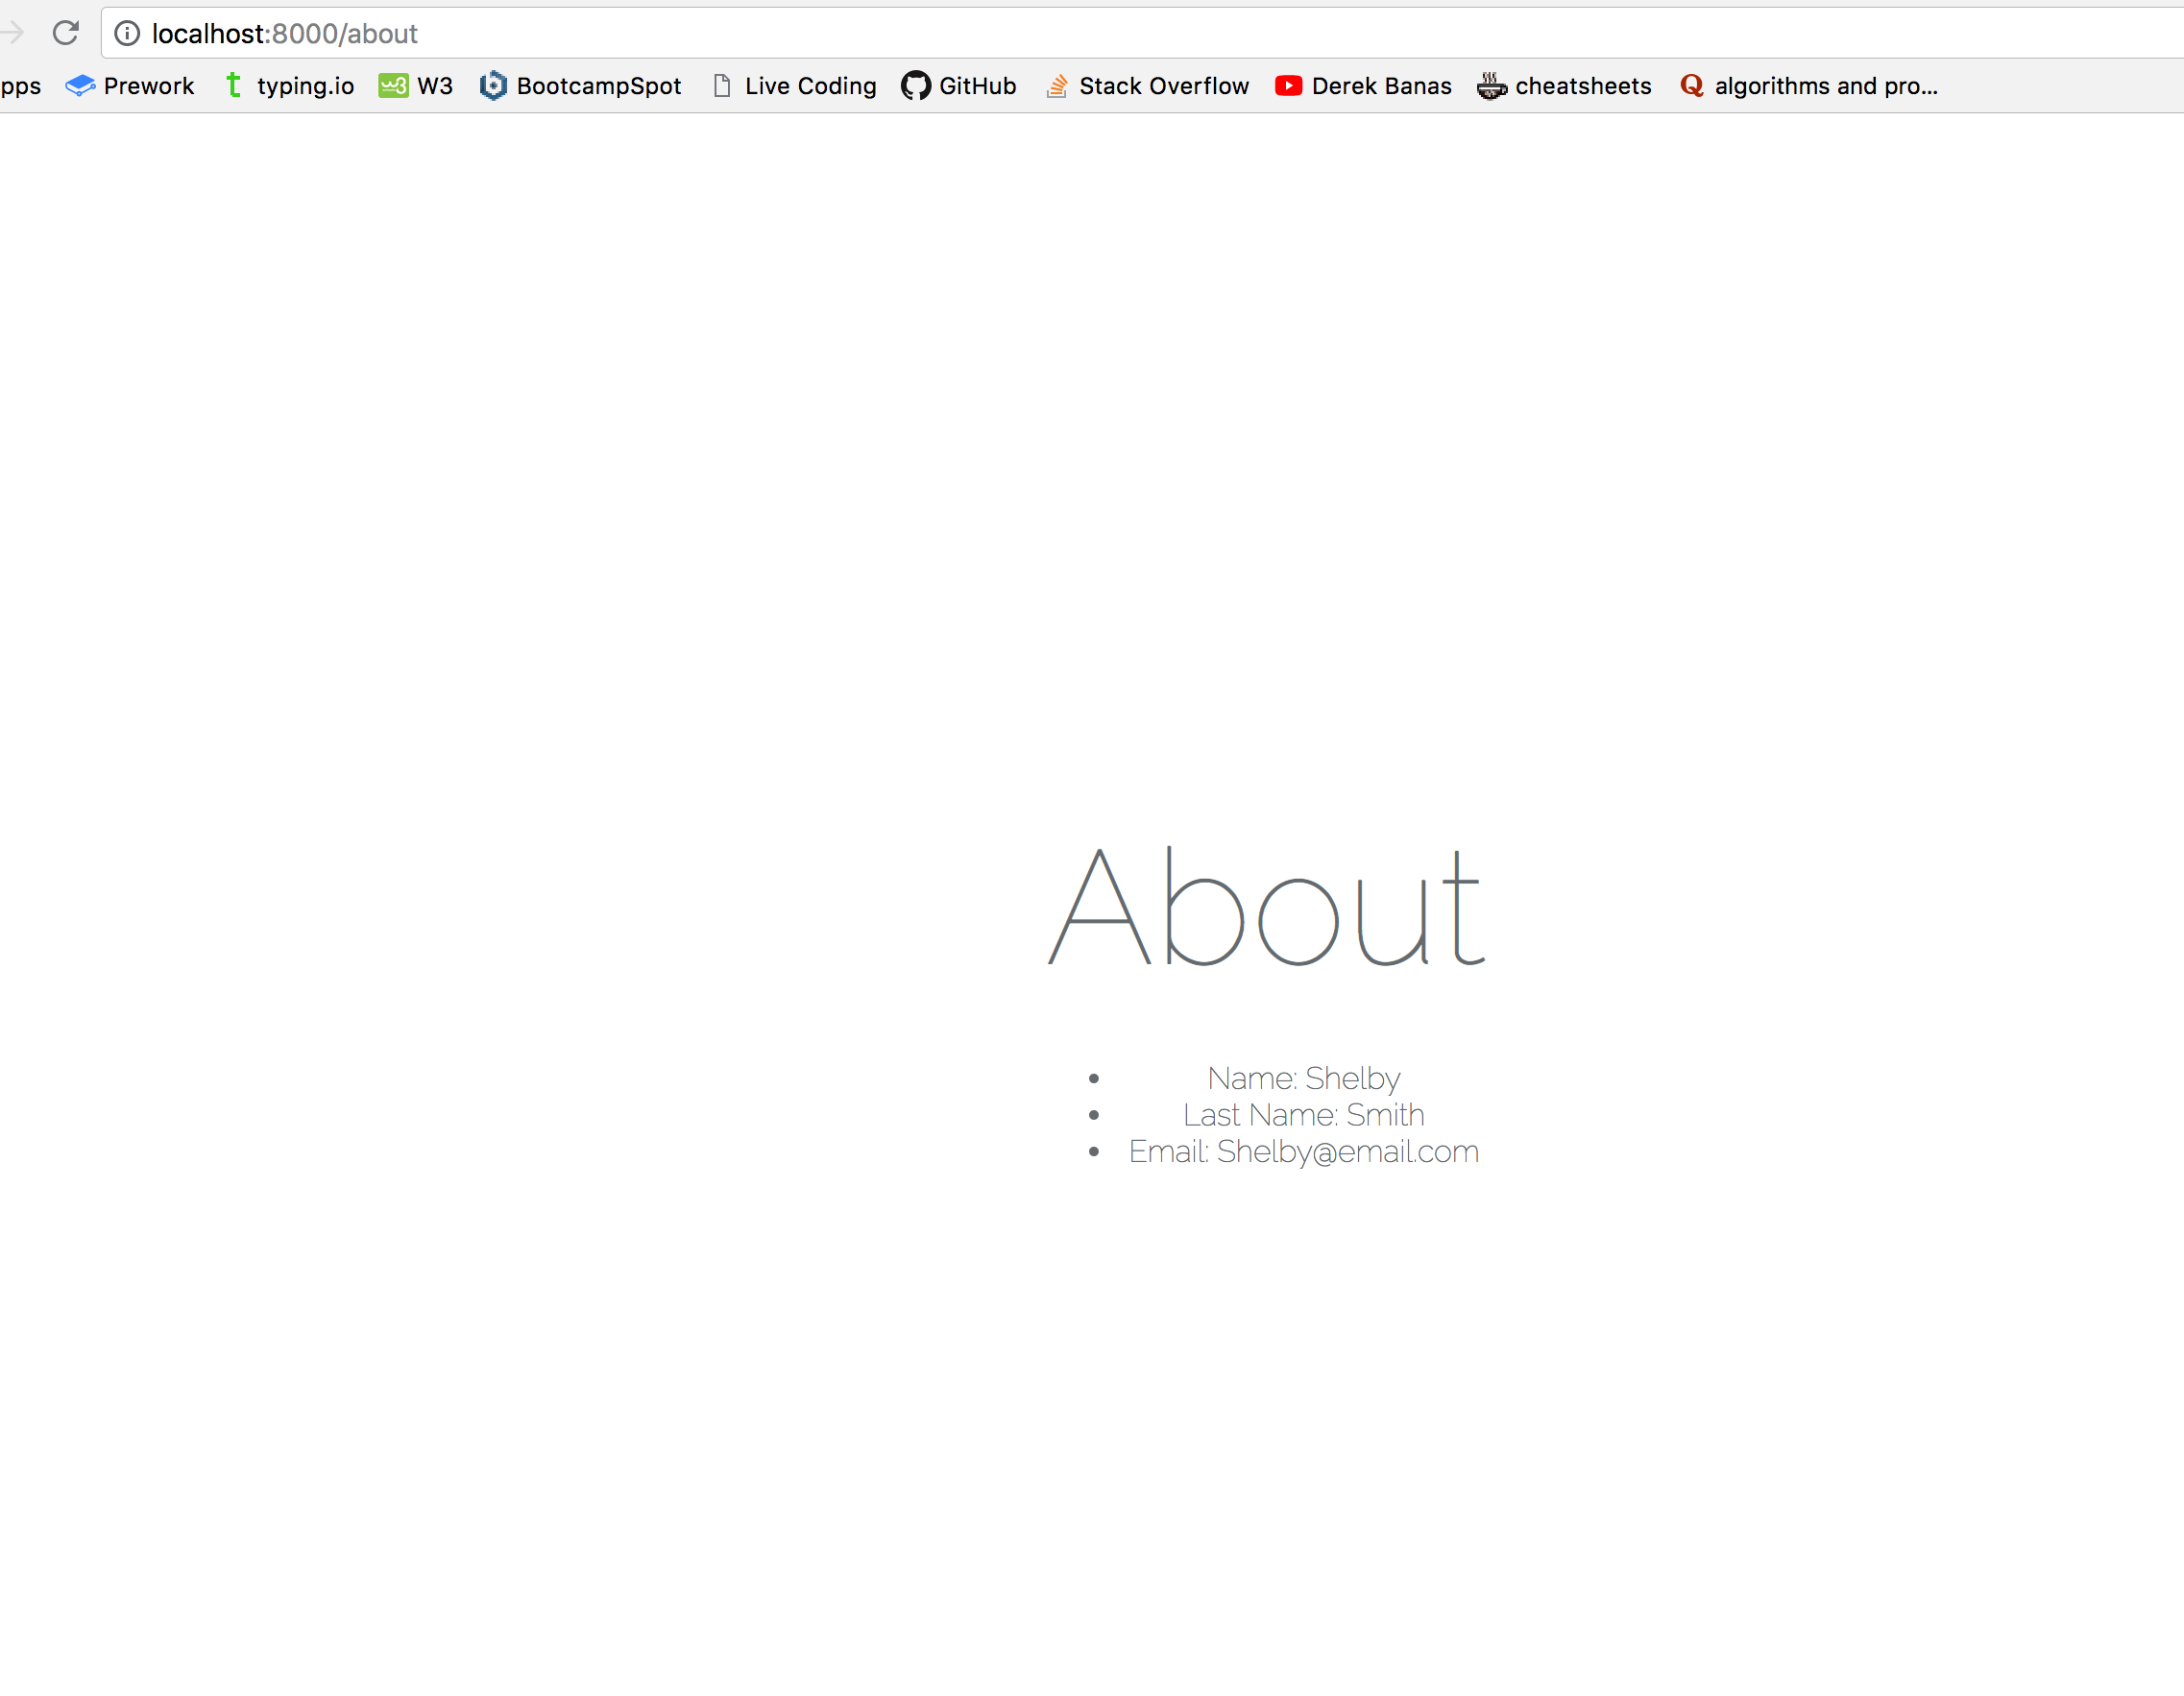 localhost:8000/about
pps Prework t typing.io w3 W3 BootcampSpot Live Coding GitHub Stack Overflow Derek Banas cheatsheets Q algorithms and pro...
About
• Name: Shelby
• Last Name: Smith
• Email: Shelby@email.com